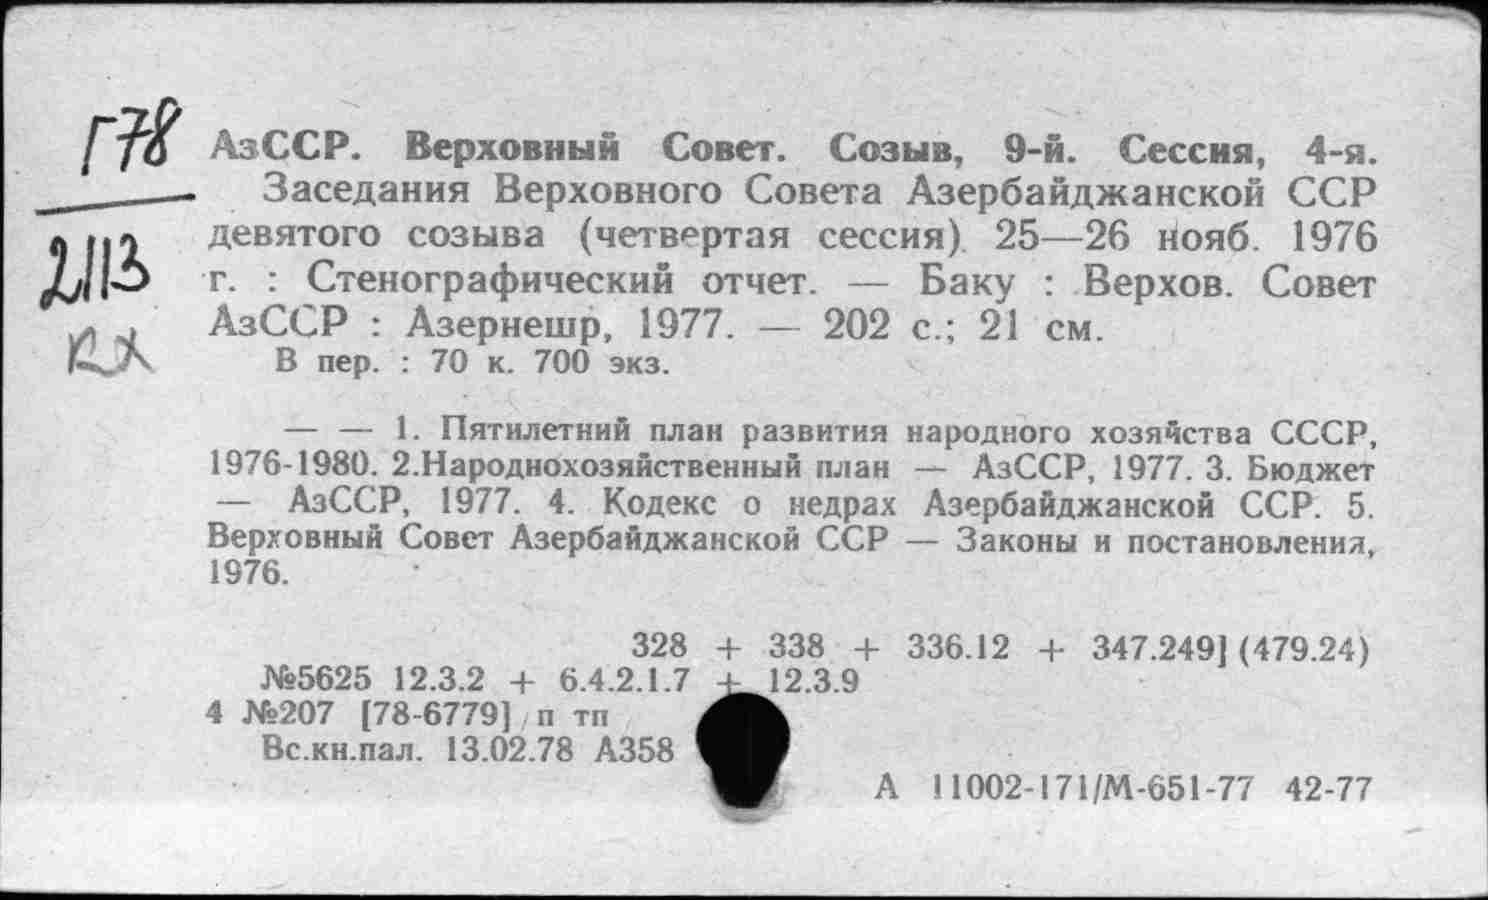 Г78
АзССР. Верховный Совет. Созыв, 9-й. Сессия, 4-я.
Заседания Верховного Совета Азербайджанской ССР
девятого созыва (четвертая сессия). 25—26 нояб. 1976
г. : Стенографический отчет. — Баку : Верхов. Совет
АзССР : Азернешр, 1977. — 202 с.; 21 см.
В пер. : 70 к. 700 экз.
— — 1. Пятилетний план развития народного хозяйства СССР,
1976-1980. 2.Народнохозяйственный план — АзССР, 1977. 3. Бюджет
— АзССР, 1977. 4. Кодекс о недрах Азербайджанской ССР. 5.
Верховный Совет Азербайджанской ССР — Законы и постановления,
1976.
328 + 338 + 336.12 + 347.249] (479.24)
№5625 12.3.2 + 6.4.2.1.7 + 12.3.9
4 №207 [78-6779] п тп
Вс.кн.пал. 13.02.78 А358
А 11002-171/М-651-77 42-77